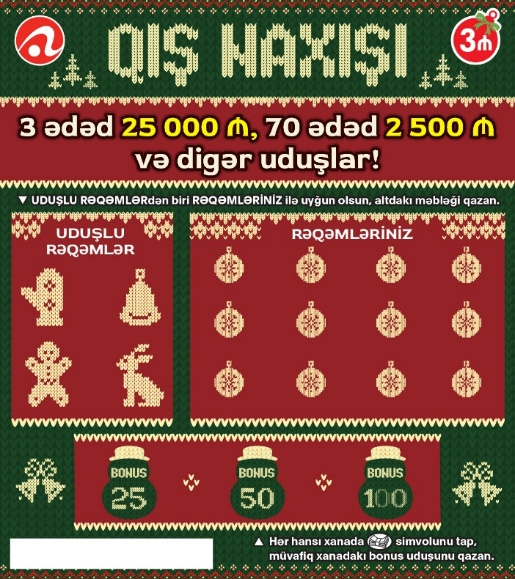 QIŞ NAXIŞI
3₼
3 ədəd 25 000 ₼, 70 ədəd 2 500 ₼
və digər uduşlar!
▼ UDUŞLU RƏQƏMLƏRdən biri RƏQƏMLƏRİNİZ ilə uyğun olsun, altdakı məbləği qazan.
UDUŞLU
RƏQƏMLƏR
RƏQƏMLƏRİNİZ
BONUS
25
BONUS
50
BONUS
100
▲ Hər hansı xanada simvolunu tap,
müvafiq xanadakı bonus uduşunu qazan.